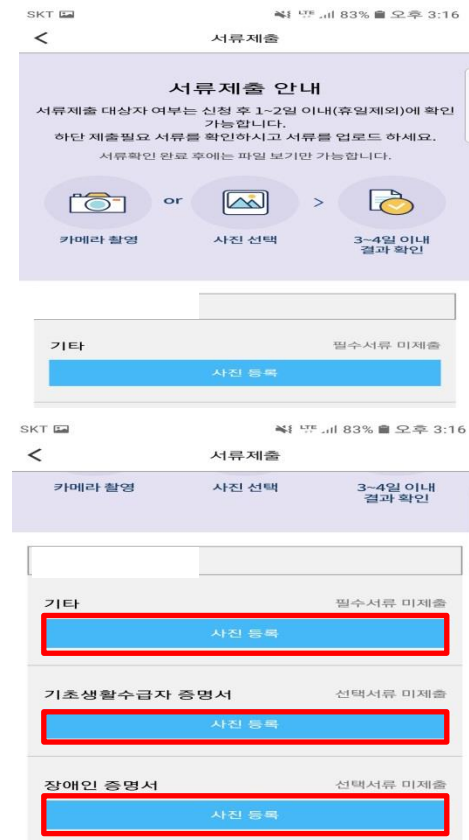 SKT LTE 83% 오후 3:16
< 서류제출
서류제출 안내
서류제출 대상자 여부는 신청 후 1~2일 이내(휴일제외)에 확인
가능합니다.
하단 제출필요 서류를 확인하시고 서류를 업로드 하세요.
서류확인 완료 후에는 파일 보기만 가능합니다.
or >
카메라 촬영 사진 선택 3~4일 이내
결과 확인
기타 필수서류 미제출
사진 등록
SKT LTE 83% 오후 3:16
< 서류제출
카메라 촬영 사진 선택 3~4일 이내
결과 확인
기타 필수서류 미제출
사진 등록
기초생활수급자 증명서 선택서류 미제출
사진 등록
장애인 증명서 선택서류 미제출
사진 등록